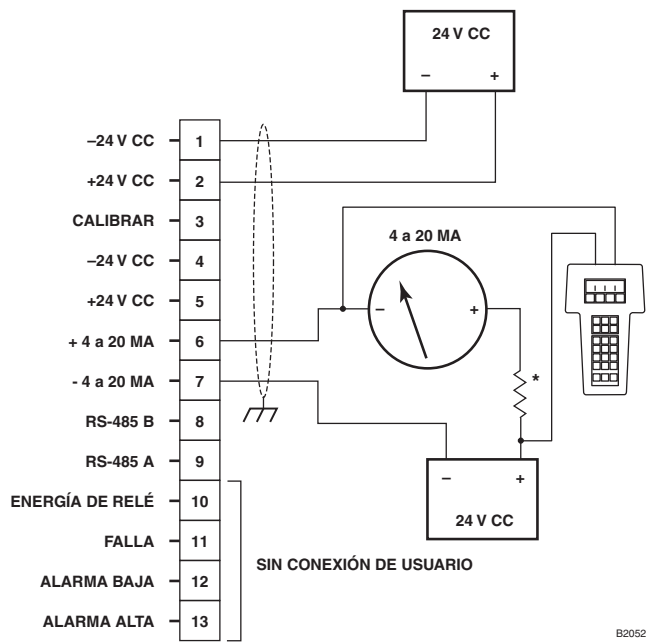 24 V CC
– +
–24 V CC 1
+24 V CC 2
CALIBRAR 3
–24 V CC 4
+24 V CC 5
+ 4 a 20 MA 6
- 4 a 20 MA 7
RS-485 B 8
RS-485 A 9
ENERGÍA DE RELÉ 10
FALLA 11
ALARMA BAJA 12
ALARMA ALTA 13
4 a 20 MA
– +
*
– +
24 V CC
SIN CONEXIÓN DE USUARIO
B2052